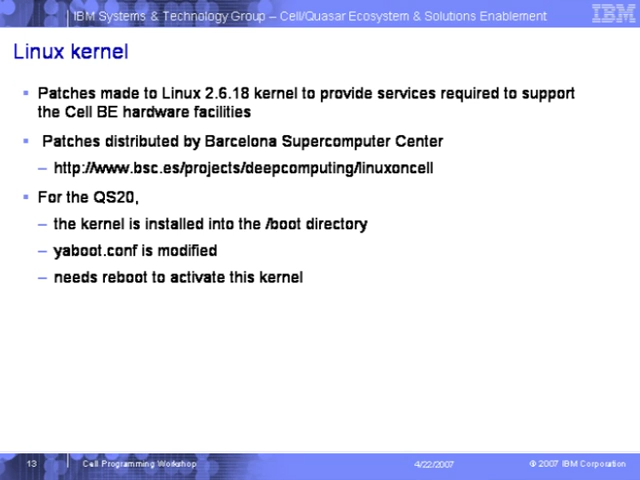 IBM Systems & Technology Group – Cell/Quasar Ecosystem & Solutions Enablement
IBM
Linux kernel
Patches made to Linux 2.6.18 kernel to provide services required to support
the Cell BE hardware facilities
Patches distributed by Barcelona Supercomputer Center
– http://www.bsc.es/projects/deepcomputing/linuxoncell
For the QS20,
– the kernel is installed into the /boot directory
– yaboot.conf is modified
– needs reboot to activate this kernel
13 Cell Programming Workshop 4/22/2007 © 2007 IBM Corporation